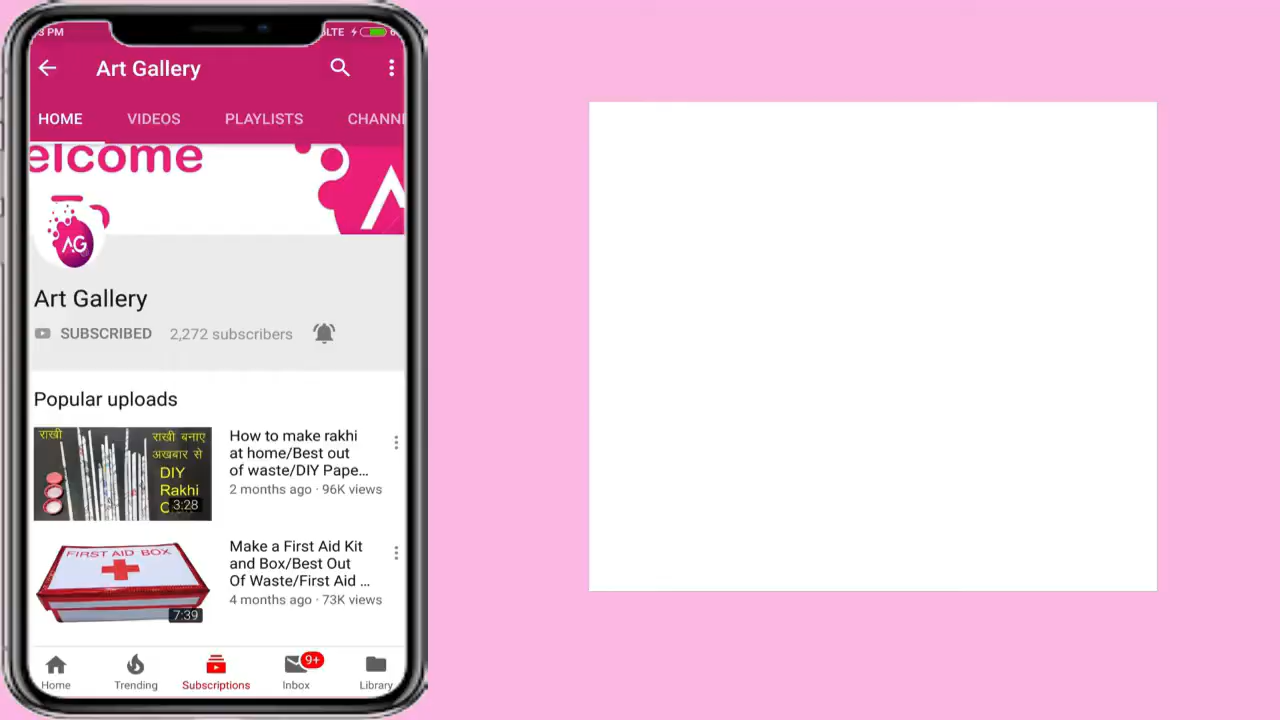 3 PM
LTE
Art Gallery
HOME VIDEOS PLAYLISTS CHANN
elcome
A
AG
Art Gallery
SUBSCRIBED 2,272 subscribers
Popular uploads
राखी
राखी बनाए
अखबार से
DIY
Rakhi
3:28
How to make rakhi
at home/Best out
of waste/DIY Pape...
2 months ago · 96K views
FIRST AID BOX
7:39
Make a First Aid Kit
and Box/Best Out
Of Waste/First Aid ...
4 months ago · 73K views
9+
Home Trending Subscriptions Inbox Library